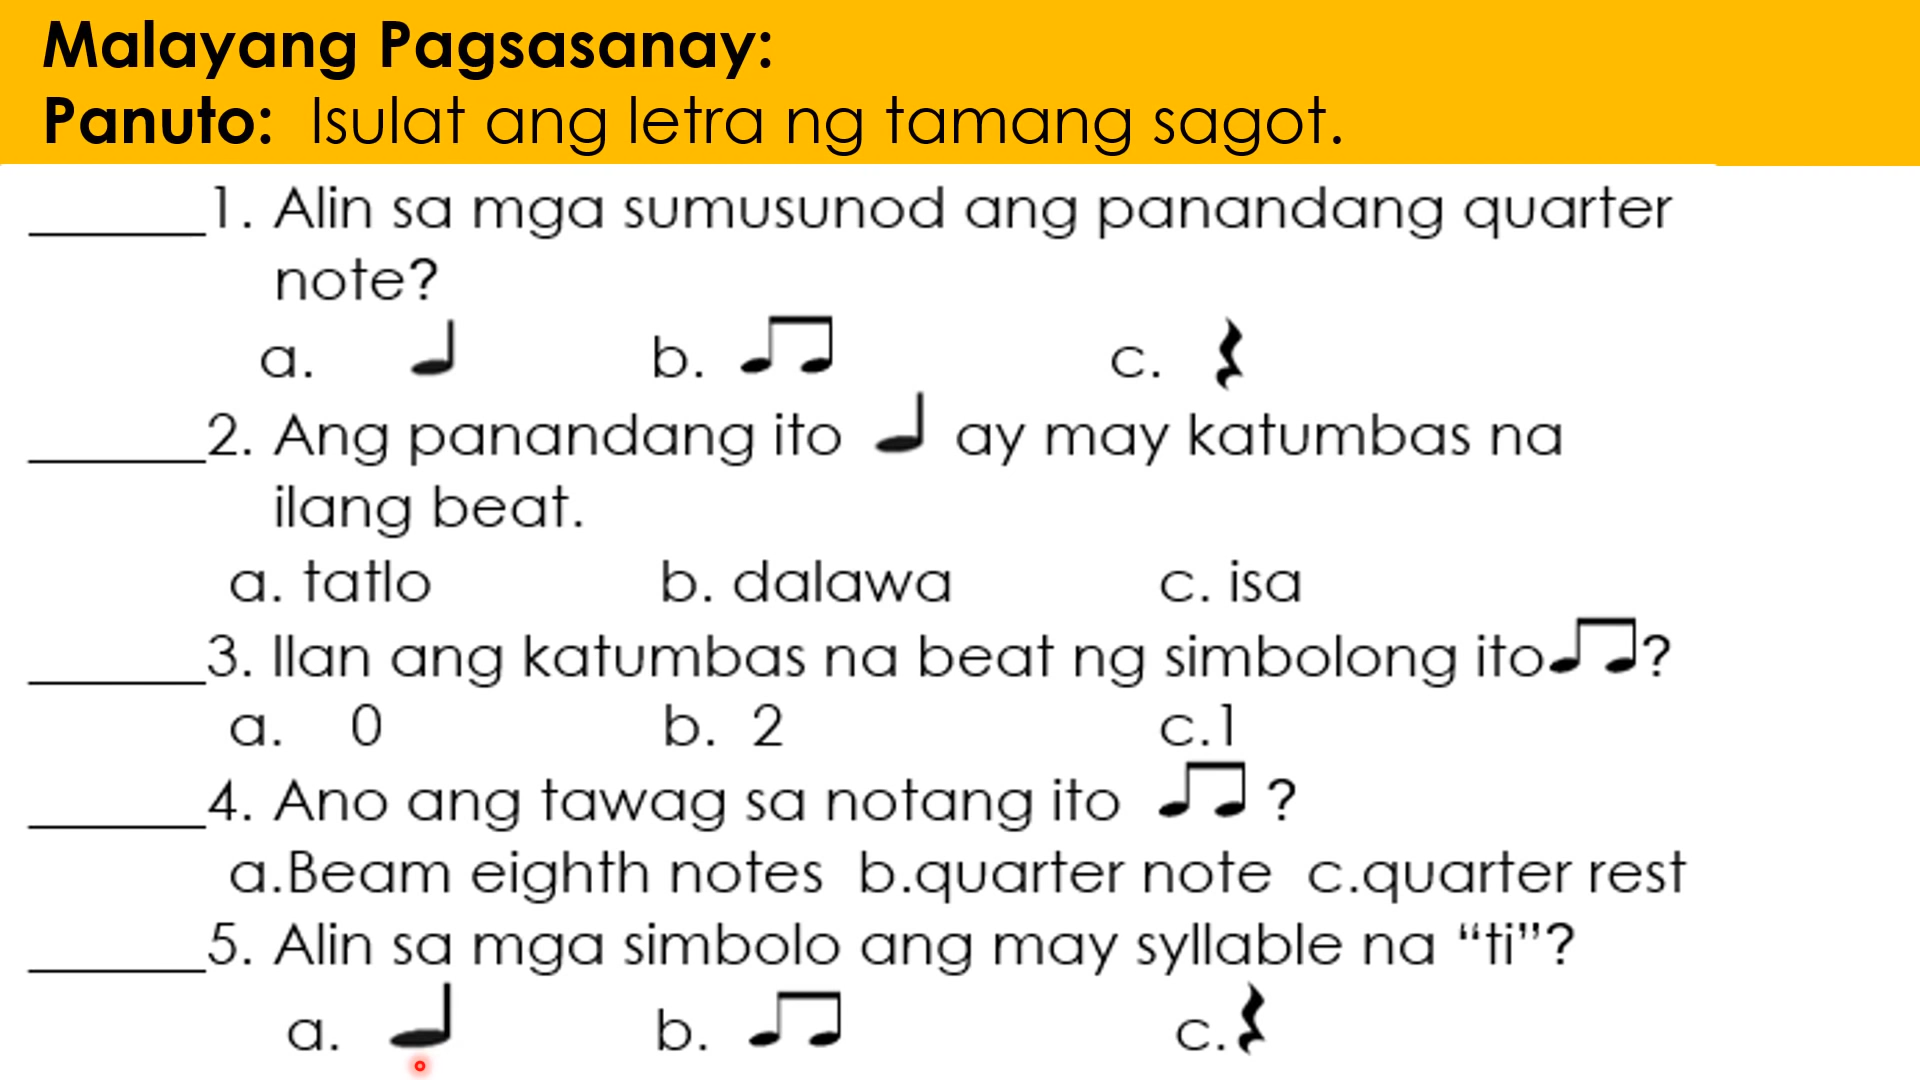 Malayang Pagsasanay:
Panuto: Isulat ang letra ng tamang sagot.
______1. Alin sa mga sumusunod ang panandang quarter
note?
a. b. c.
______2. Ang panandang ito ay may katumbas na
ilang beat.
a. tatlo b. dalawa c. isa
______3. Ilan ang katumbas na beat ng simbolong ito ?
a. 0 b. 2 c.1
______4. Ano ang tawag sa notang ito ?
a.Beam eighth notes b.quarter note c.quarter rest
______5. Alin sa mga simbolo ang may syllable na “ti”?
a. b. c.